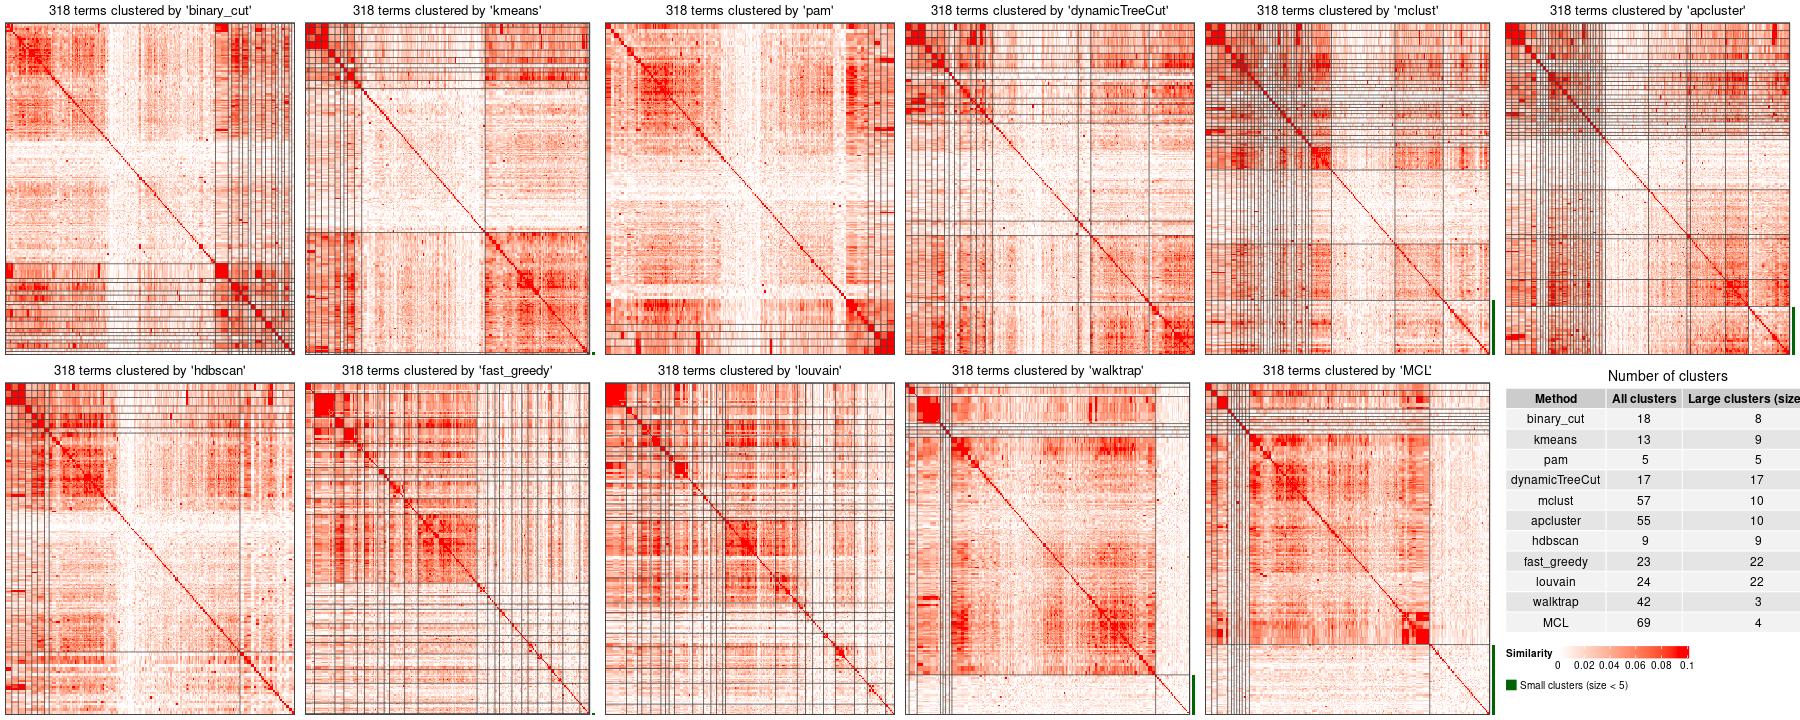 318 terms clustered by 'binary_cut'
318 terms clustered by 'kmeans'
318 terms clustered by 'pam'
318 terms clustered by 'dynamicTreeCut'
318 terms clustered by 'mclust'
318 terms clustered by 'apcluster'
318 terms clustered by 'hdbscan'
318 terms clustered by 'fast_greedy'
318 terms clustered by 'louvain'
318 terms clustered by 'walktrap'
318 terms clustered by 'MCL'
Number of clusters
Method All clusters Large clusters (size
binary_cut 18 8
kmeans 13 9
pam 5 5
dynamicTreeCut 17 17
mclust 57 10
apcluster 55 10
hdbscan 9 9
fast_greedy 23 22
louvain 24 22
walktrap 42 3
MCL 69 4
Similarity
0 0.02 0.04 0.06 0.08 0.1
Small clusters (size < 5)